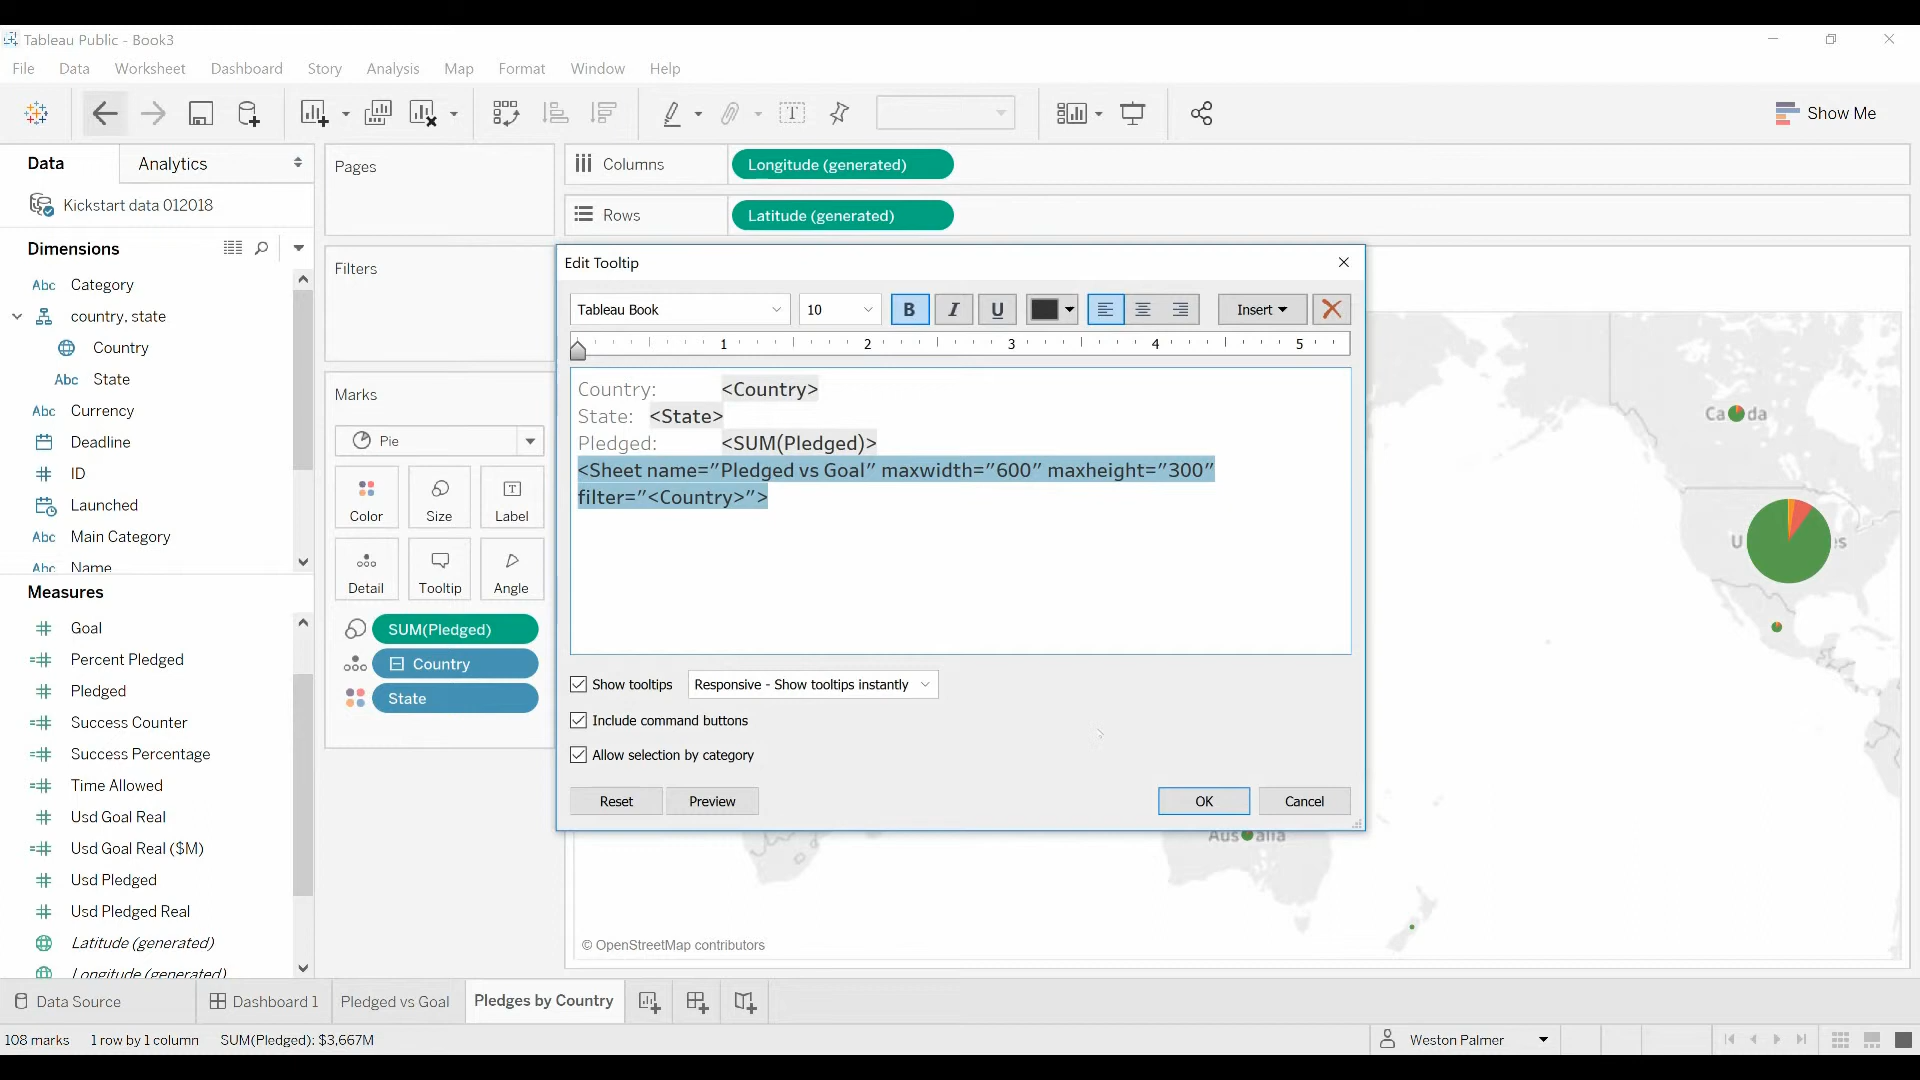 Tableau Public - Book3
File Data Worksheet Dashboard Story Analysis Map Format Window Help
Show Me
Data Analytics
Kickstart data 012018
Dimensions
Abc Category
country, state
Country
Abc State
Abc Currency
Deadline
ID
Launched
Abc Main Category
Abc Name
Measures
Goal
Percent Pledged
Pledged
Success Counter
Success Percentage
Time Allowed
Usd Goal Real
Usd Goal Real ($M)
Usd Pledged
Usd Pledged Real
Latitude (generated)
Longitude (generated)
Pages
Filters
Marks
Pie
Color Size Label
Detail Tooltip Angle
SUM(Pledged)
Country
State
Columns Longitude (generated)
Rows Latitude (generated)
Edit Tooltip
Tableau Book 10 B I U Insert
1 2 3 4 5
Country: <Country>
State: <State>
Pledged: <SUM(Pledged)>
<Sheet name="Pledged vs Goal" maxwidth="600" maxheight="300"
filter="<Country>">
Show tooltips Responsive - Show tooltips instantly
Include command buttons
Allow selection by category
Reset Preview OK Cancel
© OpenStreetMap contributors
Data Source Dashboard 1 Pledged vs Goal Pledges by Country
108 marks 1 row by 1 column SUM(Pledged): $3,667M
Weston Palmer